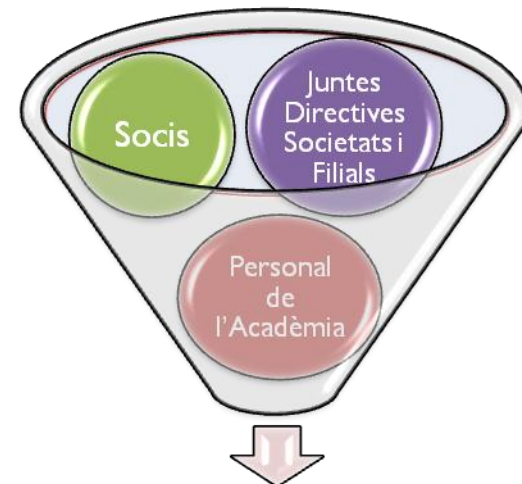 Socis
Juntes
Directives
Societats i
Filials
Personal
de
l'Acadèmia